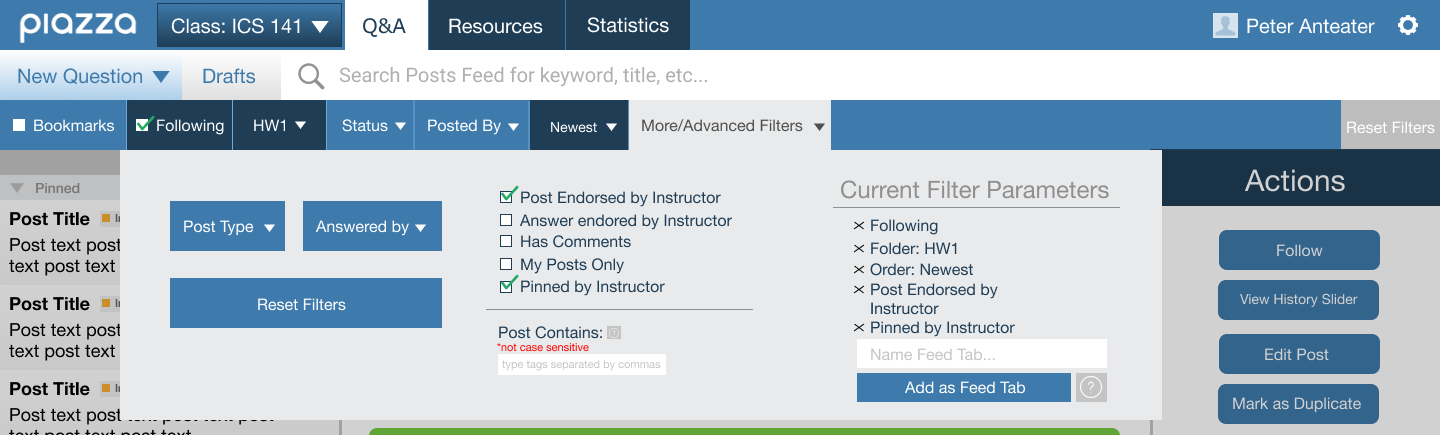 piazza
Class: ICS 141
Q&A
Resources
Statistics
Peter Anteater
New Question
Drafts
Search Posts Feed for keyword, title, etc...
Bookmarks
Following
HW1
Status
Posted By
Newest
More/Advanced Filters
Reset Filters
Pinned
Post Title
Post text post
text post text
Post Title
Post text post
text post text
Post Title
Post text post text post text post
text post text post text
Post Type
Answered by
Reset Filters
Post Endorsed by Instructor
Answer endored by Instructor
Has Comments
My Posts Only
Pinned by Instructor
Post Contains:
*not case sensitive
type tags separated by commas
Current Filter Parameters
× Following
× Folder: HW1
× Order: Newest
× Post Endorsed by
Instructor
× Pinned by Instructor
Name Feed Tab...
Add as Feed Tab
?
Actions
Follow
View History Slider
Edit Post
Mark as Duplicate